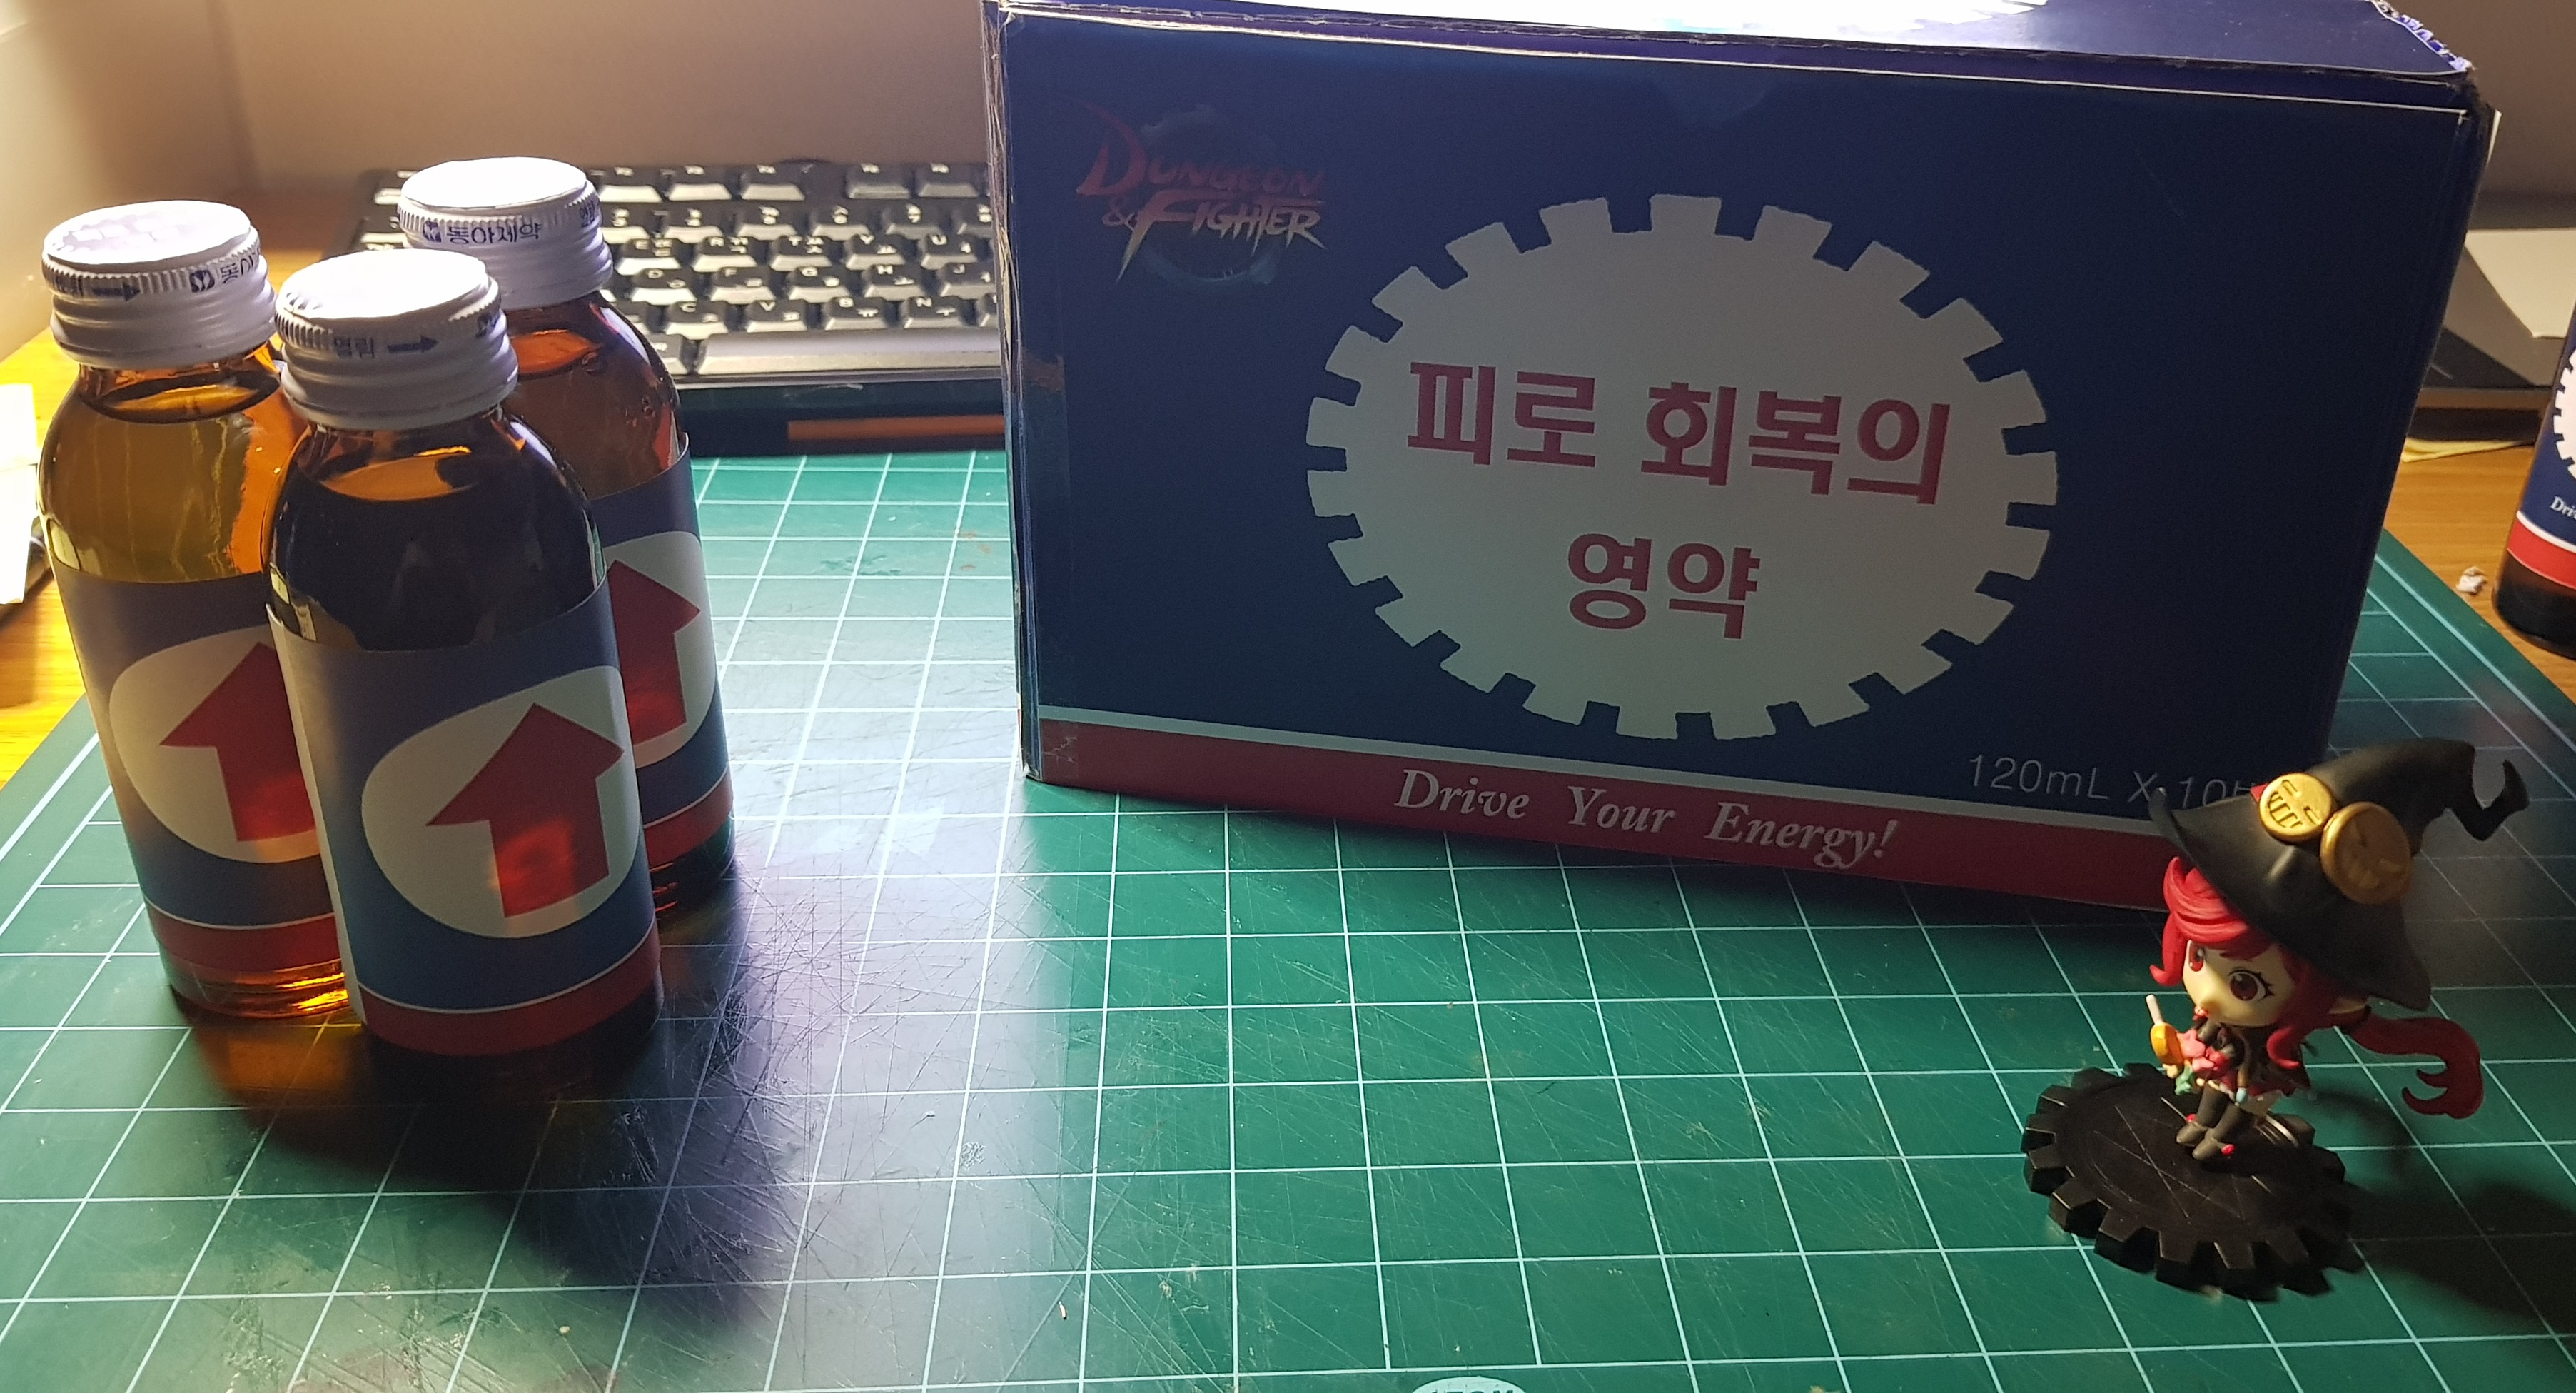 동아제약
열림
DUNGEON
& FIGHTER
피로 회복의
영약
120mL X 10
Drive Your Energy!